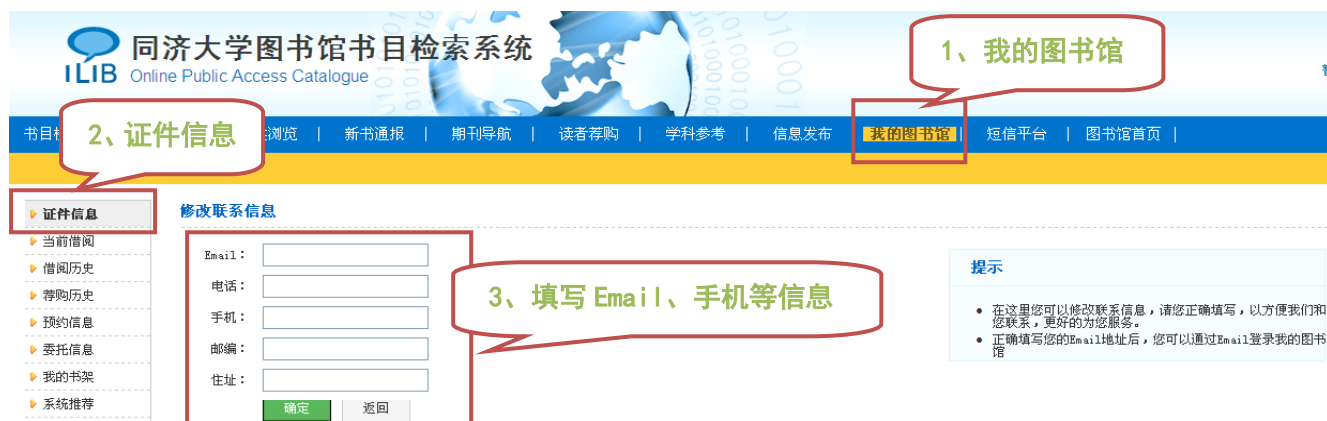 同济大学图书馆书目检索系统
ILIB Online Public Access Catalogue
1、我的图书馆
书目 浏览 | 新书通报 | 期刊导航 | 读者荐购 | 学科参考 | 信息发布 我的图书馆 | 短信平台 | 图书馆首页 |
2、证件信息
证件信息
当前借阅
借阅历史
荐购历史
预约信息
委托信息
我的书架
系统推荐
修改联系信息
Email:
电话:
手机:
邮编:
住址:
确定 返回
3、填写 Email、手机等信息
提示
在这里您可以修改联系信息,请您正确填写,以方便我们和
您联系,更好的为您服务。
正确填写您的Email地址后,您可以通过Email登录我的图书
馆